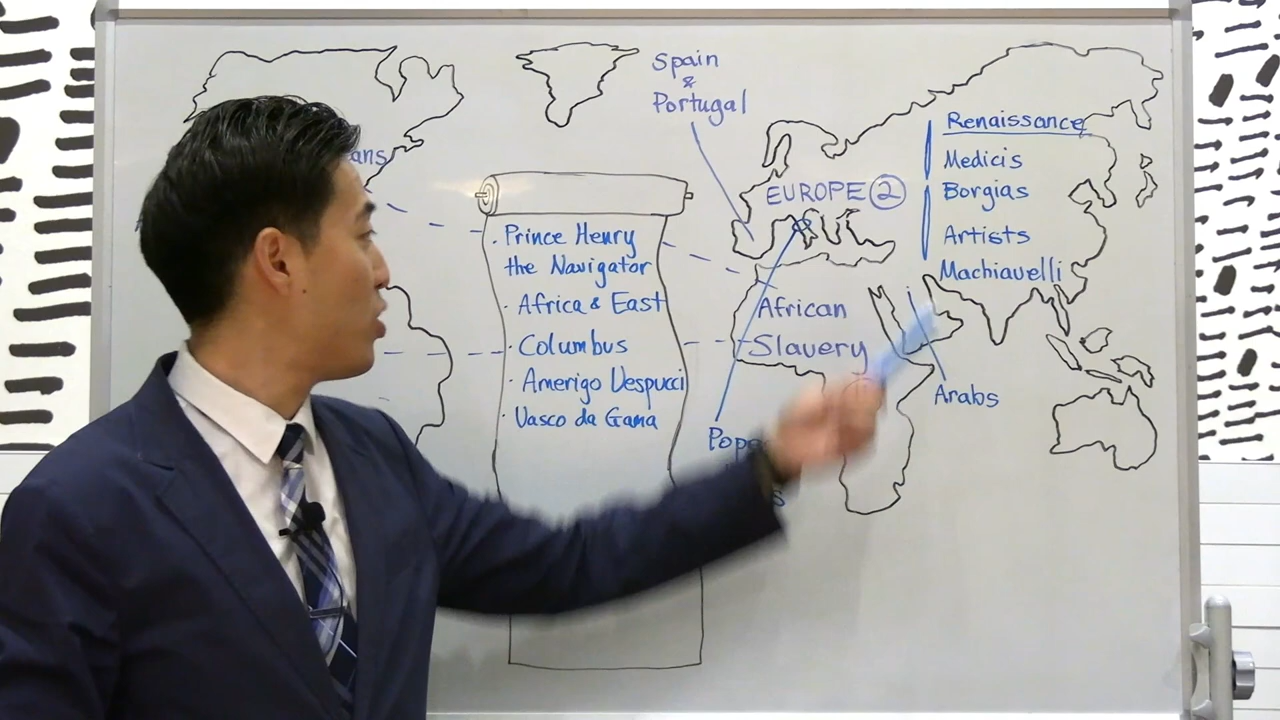 Spain
&
Portugal
EUROPE ②
Renaissance
Medicis
Borgias
Artists
Machiavelli
· Prince Henry
the Navigator
· Africa & East
· Columbus
· Amerigo Vespucci
· Vasco da Gama
African
Slavery
Arabs